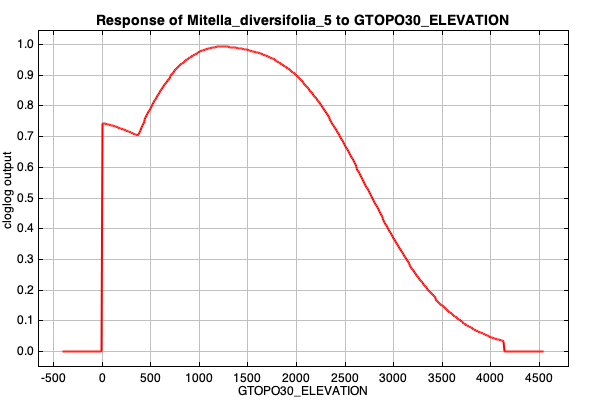 Response of Mitella_diversifolia_5 to GTOPO30_ELEVATION
cloglog output
1.0
0.9
0.8
0.7
0.6
0.5
0.4
0.3
0.2
0.1
0.0
-500 0 500 1000 1500 2000 2500 3000 3500 4000 4500
GTOPO30_ELEVATION